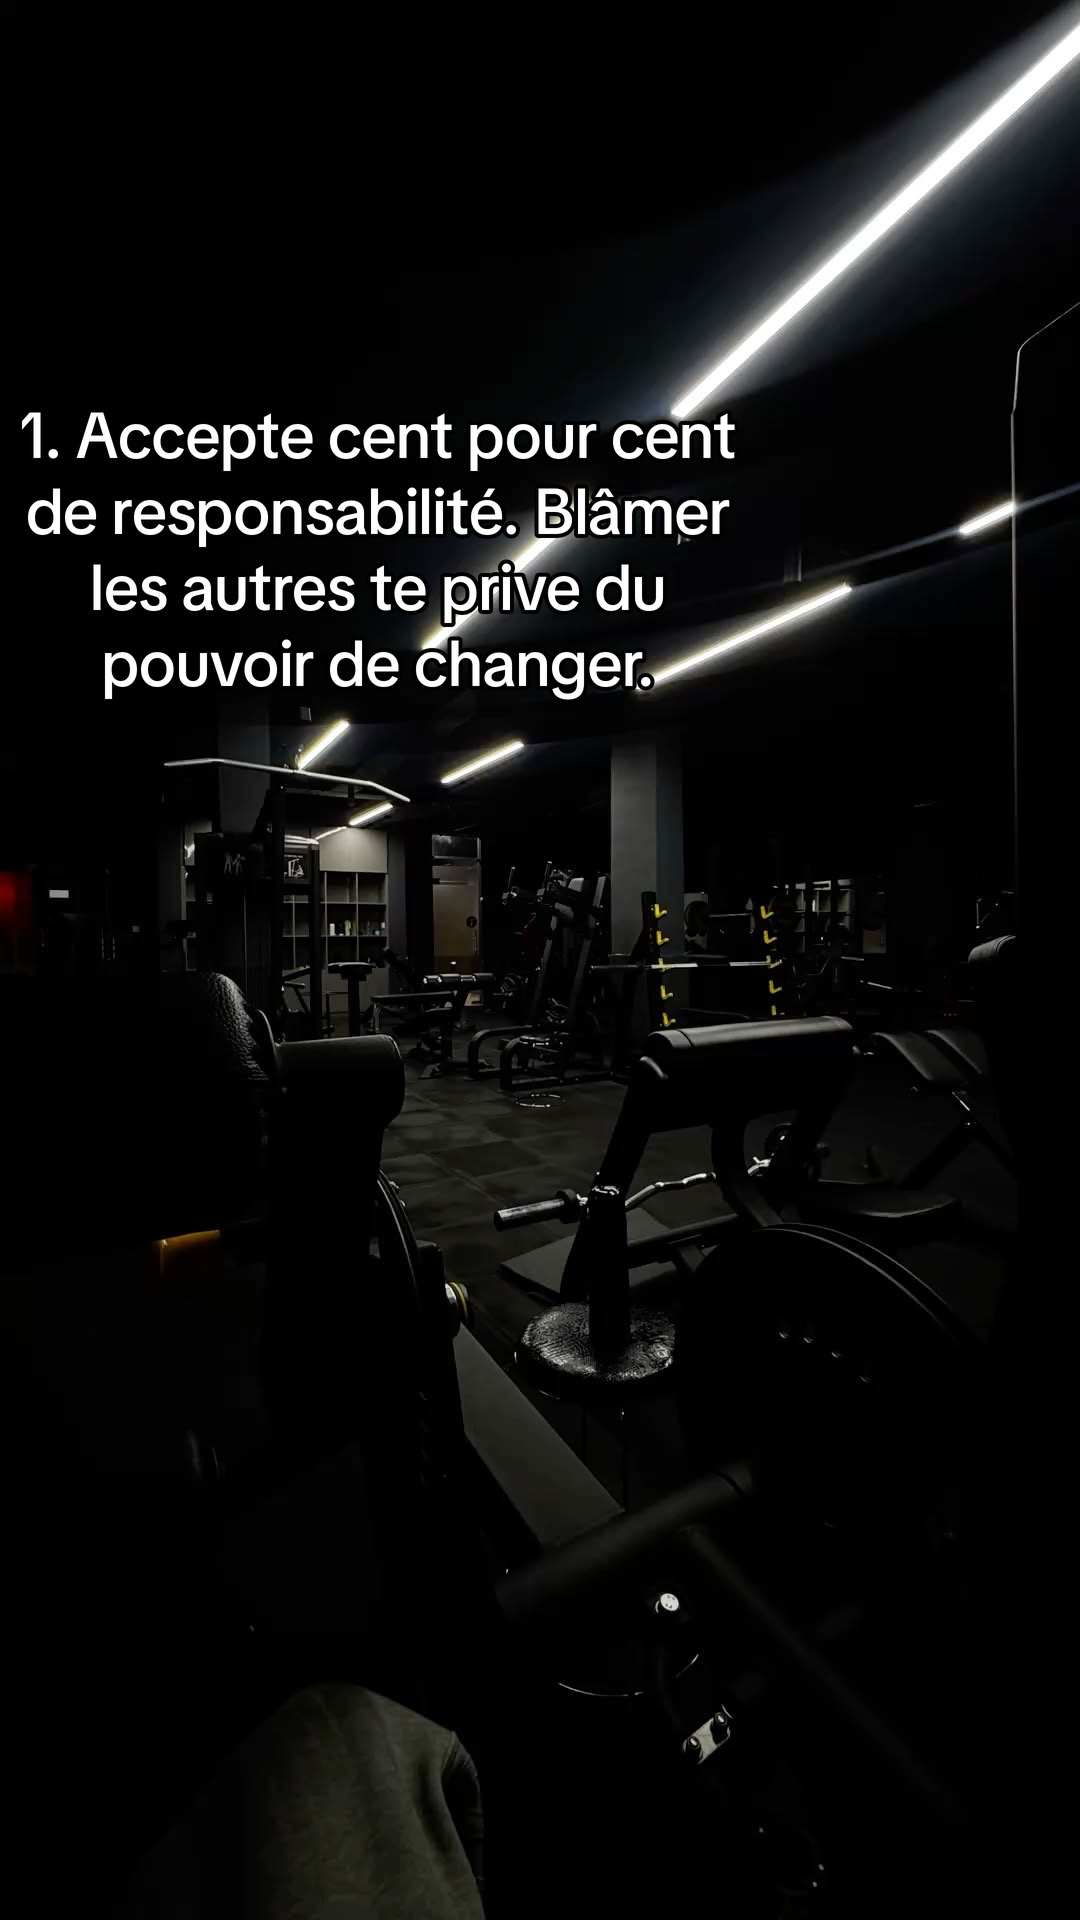 1. Accepte cent pour cent
de responsabilité. Blâmer
les autres te prive du
pouvoir de changer.